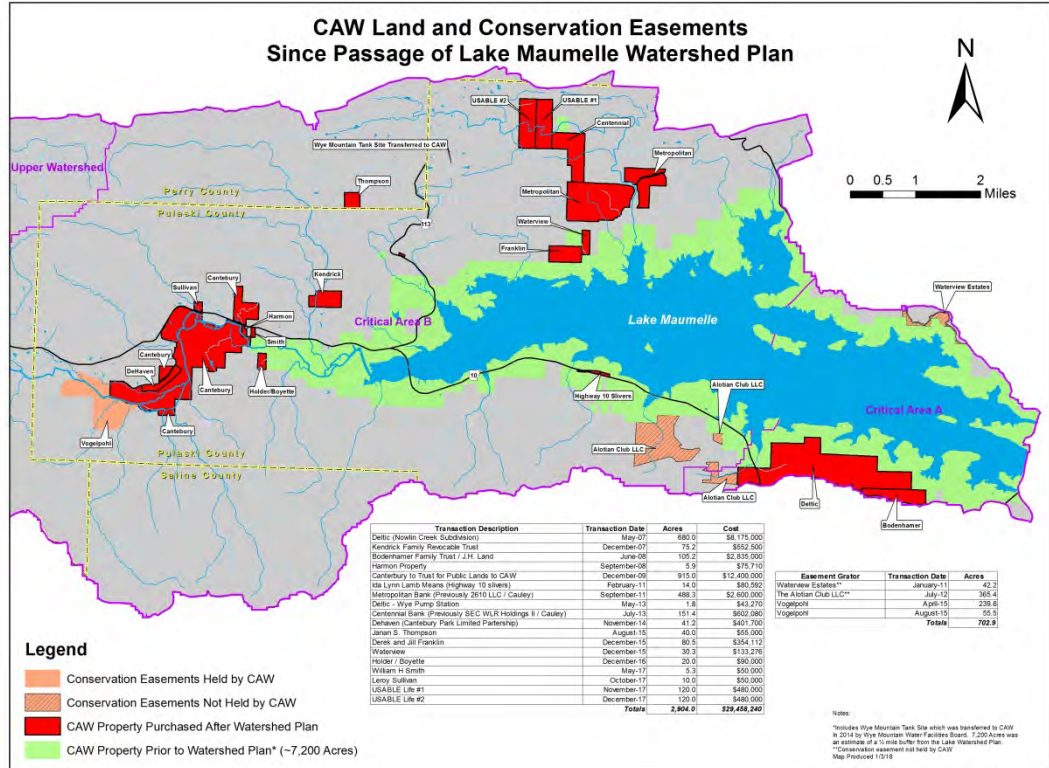 CAW Land and Conservation Easements
Since Passage of Lake Maumelle Watershed Plan
N
0 0.5 1 2
Miles
USABLE #2
USABLE #1
Centennial
Wye Mountain Tank Site Transferred to CAW
Metropolitan
Upper Watershed
Thompson
Perry County
Pulaski County
Metropolitan
113
Waterview
Franklin
Kendrick
Cantebury
Sullivan
Waterview Estates
Harmon
Critical Area B
Lake Maumelle
Smith
Cantebury
DeHaven
10
Cantebury
Holder/Boyette
Highway 10 Slivers
Alotian Club LLC
Critical Area A
Cantebury
Vogelpohl
Alotian Club LLC
Pulaski County
Saline County
Alotian Club LLC
Deltic
Bodenhamer
Transaction Description Transaction Date Acres Cost
Deltic (Nowlin Creek Subdivision) May-07 680.0 $8,175,000
Kendrick Family Revocable Trust December-07 75.2 $552,500
Bodenhamer Family Trust / J.H. Land June-08 105.2 $2,835,000
Harmon Property September-08 5.9 $75,710
Canterbury to Trust for Public Lands to CAW December-09 915.0 $12,400,000
Ida Lynn Lamb Means (Highway 10 slivers) February-11 14.0 $80,592
Metropolitan Bank (Previously 2610 LLC / Cauley) September-11 488.3 $2,600,000
Deltic - Wye Pump Station May-13 1.8 $43,270
Centennial Bank (Previously SEC WLR Holdings II / Cauley) July-13 151.4 $602,080
Dehaven (Cantebury Park Limited Partership) November-14 41.2 $401,700
Janan S. Thompson August-15 40.0 $55,000
Derek and Jill Franklin December-15 80.5 $354,112
Waterview December-15 30.3 $133,276
Holder / Boyette December-16 20.0 $90,000
William H Smith May-17 5.3 $50,000
Leroy Sullivan October-17 10.0 $50,000
USABLE Life #1 November-17 120.0 $480,000
USABLE Life #2 December-17 120.0 $480,000
Totals 2,904.0 $29,458,240
Easement Grator Transaction Date Acres
Waterview Estates** January-11 42.2
The Alotian Club LLC** July-12 365.4
Vogelpohl April-15 239.8
Vogelpohl August-15 55.5
Totals 702.9
Legend
Conservation Easements Held by CAW
Conservation Easements Not Held by CAW
CAW Property Purchased After Watershed Plan
CAW Property Prior to Watershed Plan* (~7,200 Acres)
Notes:
*Includes Wye Mountain Tank Site which was transferred to CAW
in 2014 by Wye Mountain Water Facilities Board. 7,200 Acres was
an estimate of a ¼ mile buffer from the Lake Watershed Plan.
**Conservation easement not held by CAW
Map Produced 1/3/18